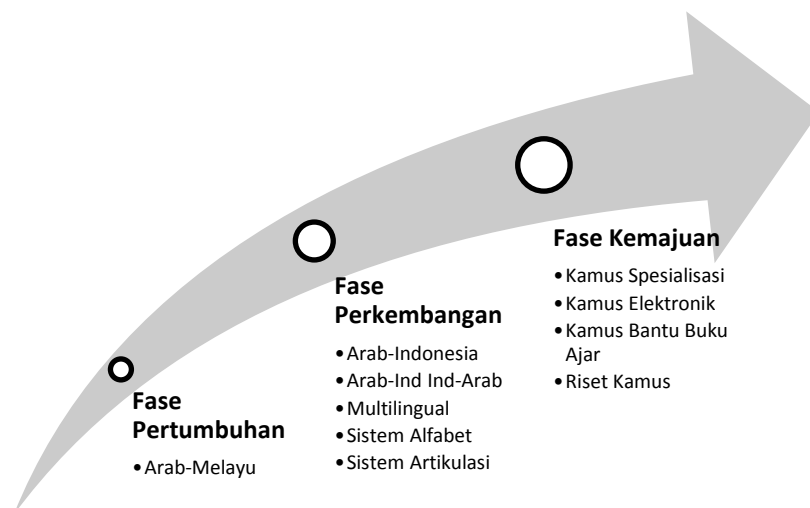 Fase
Pertumbuhan
•Arab-Melayu
Fase
Perkembangan
•Arab-Indonesia
•Arab-Ind Ind-Arab
•Multilingual
•Sistem Alfabet
•Sistem Artikulasi
Fase Kemajuan
•Kamus Spesialisasi
•Kamus Elektronik
•Kamus Bantu Buku
Ajar
•Riset Kamus